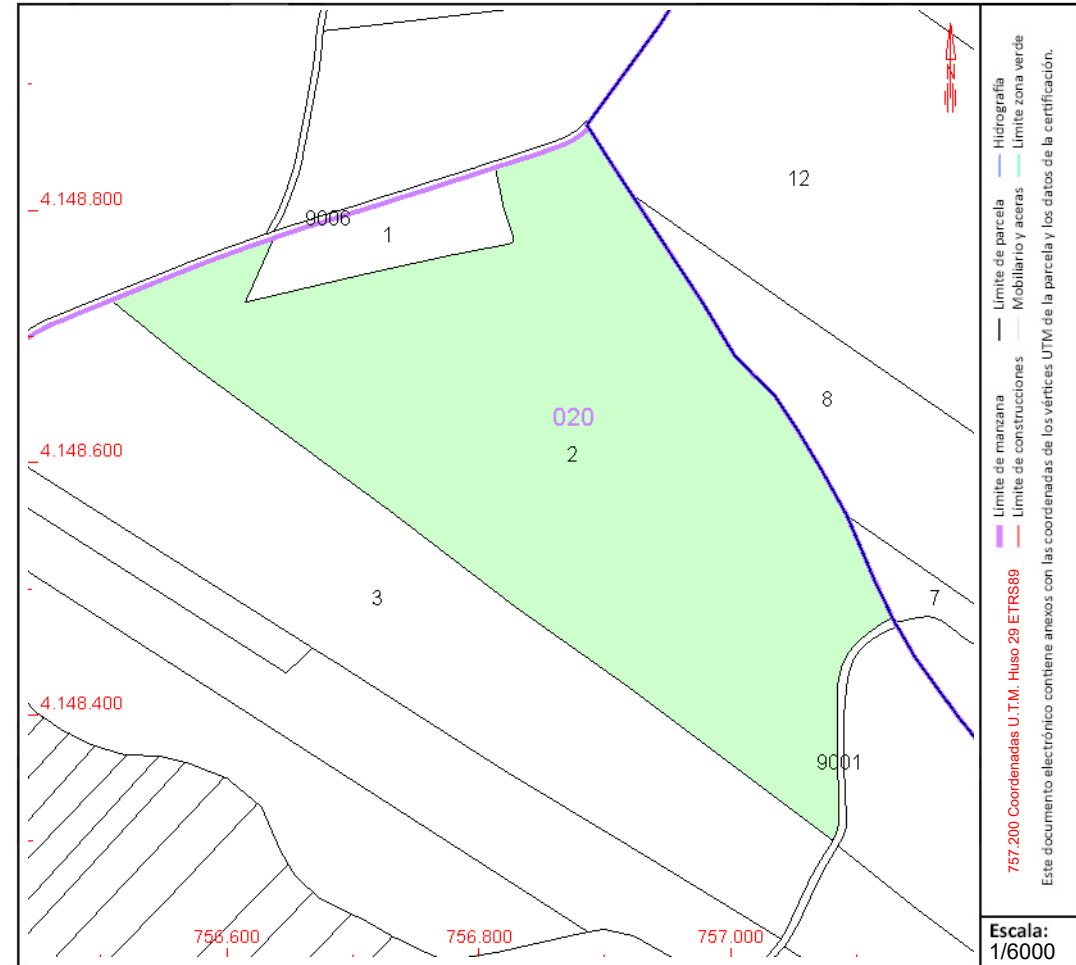 N
12
4.148.800
9006
1
8
020
4.148.600
2
3
7
4.148.400
9001
756.600
756.800
757.000
757.200 Coordenadas U.T.M. Huso 29 ETRS89
Límite de manzana
Límite de parcela
Hidrografía
Límite de construcciones
Mobiliario y aceras
Límite zona verde
Este documento electrónico contiene anexos con las coordenadas de los vértices UTM de la parcela y los datos de la certificación.
Escala:
1/6000